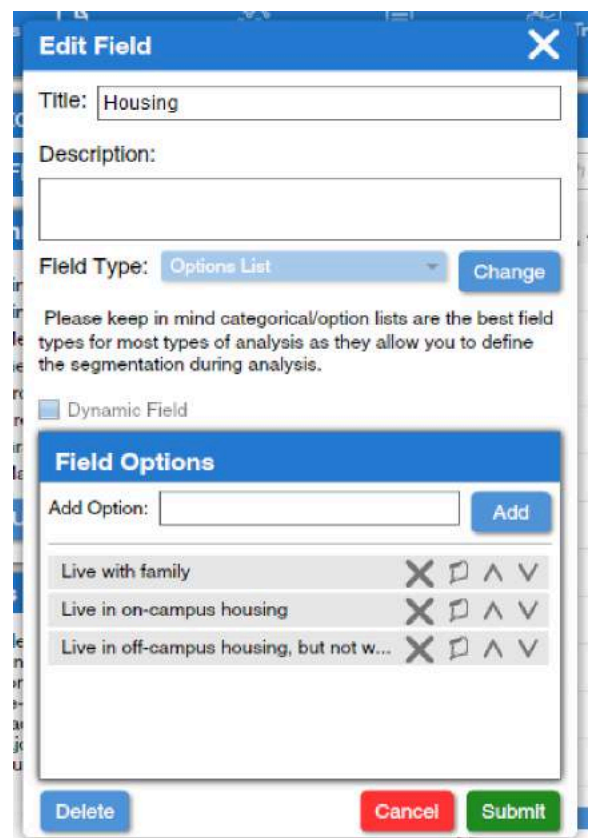 Edit Field
Title: Housing
Description:
Field Type: Options List Change
Please keep in mind categorical/option lists are the best field
types for most types of analysis as they allow you to define
the segmentation during analysis.
Dynamic Field
Field Options
Add Option: Add
Live with family
Live in on-campus housing
Live in off-campus housing, but not w...
Delete Cancel Submit